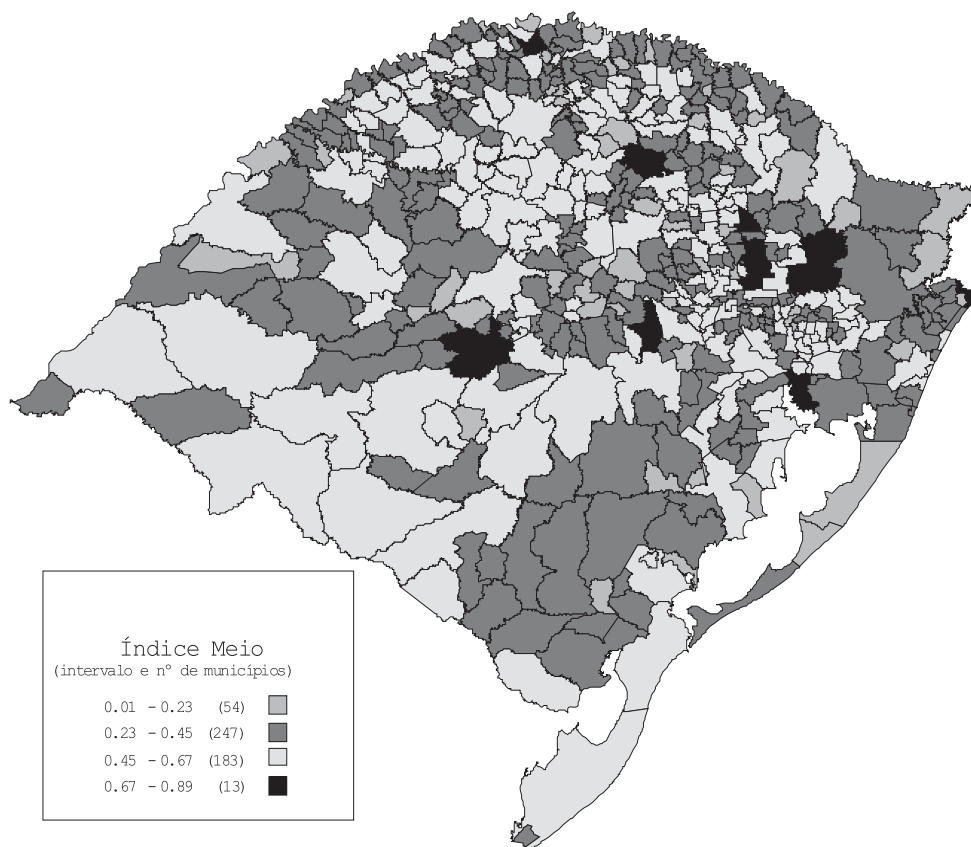 Índice Meio
(intervalo e nº de municípios)
0.01 - 0.23 (54)
0.23 - 0.45 (247)
0.45 - 0.67 (183)
0.67 - 0.89 (13)